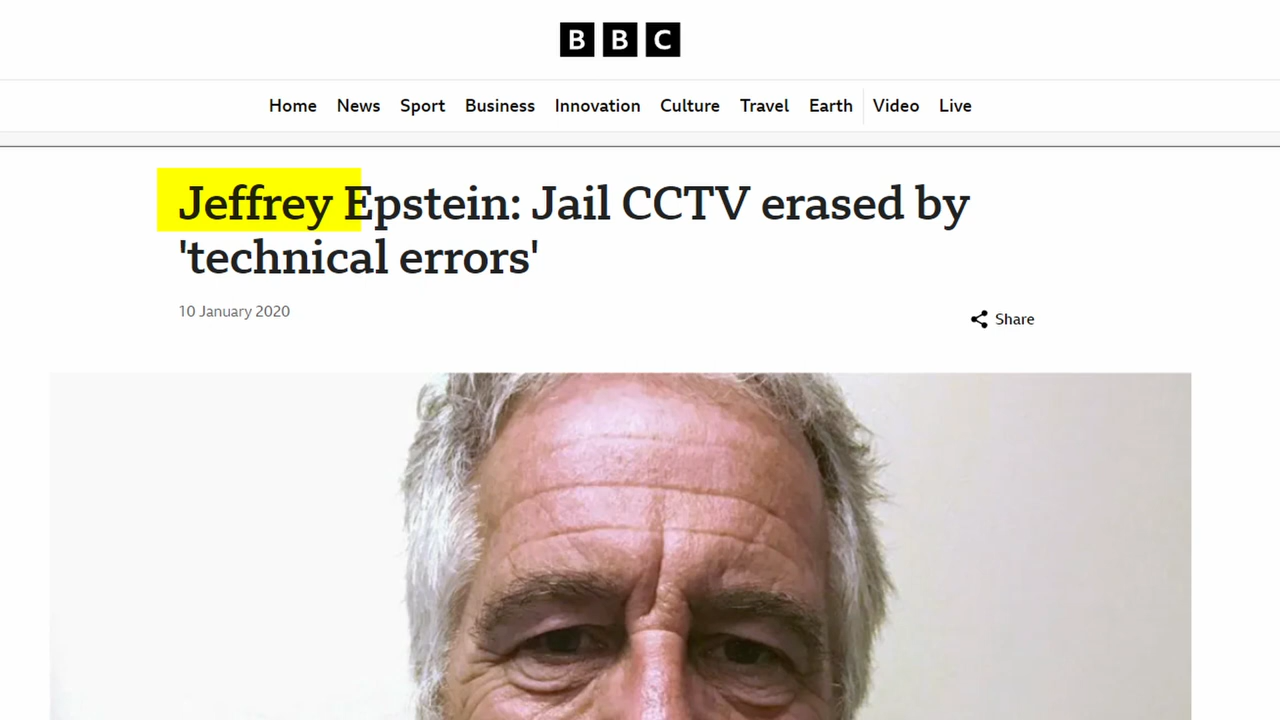 BBC
Home News Sport Business Innovation Culture Travel Earth Video Live
Jeffrey Epstein: Jail CCTV erased by
'technical errors'
10 January 2020
Share